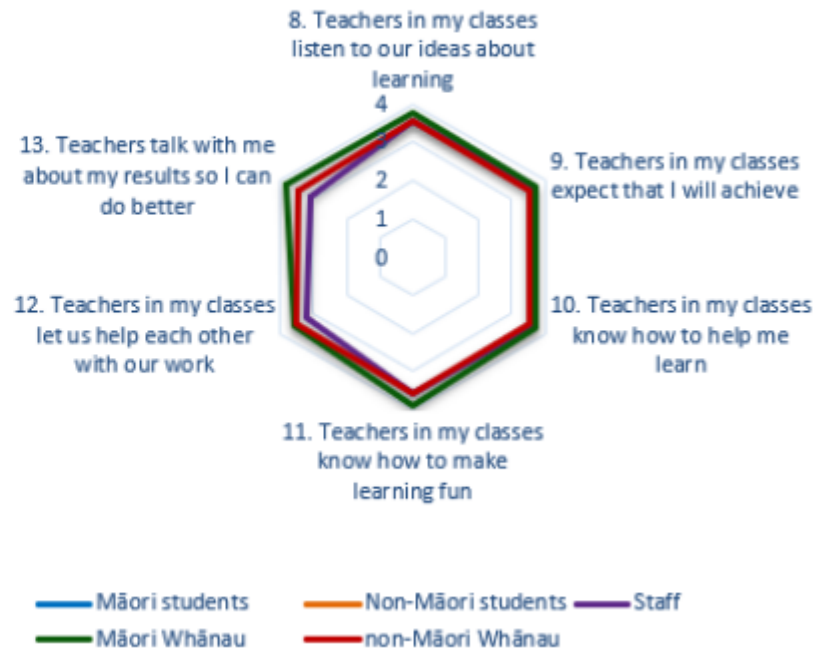 8. Teachers in my classes
listen to our ideas about
learning
4
3
2
1
0
9. Teachers in my classes
expect that I will achieve
10. Teachers in my classes
know how to help me
learn
11. Teachers in my classes
know how to make
learning fun
12. Teachers in my classes
let us help each other
with our work
13. Teachers talk with me
about my results so I can
do better
Māori students
Non-Māori students
Staff
Māori Whānau
non-Māori Whānau